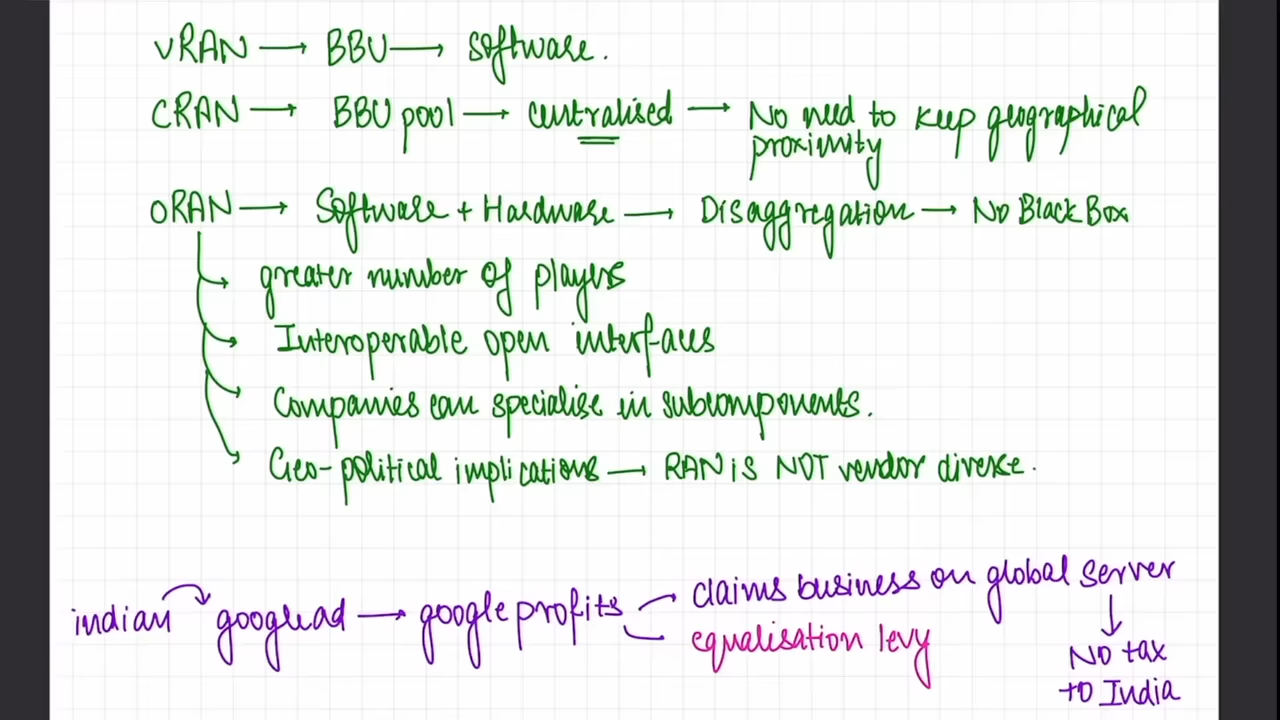 vRAN → BBU → software.
CRAN → BBU pool → centralised → No need to keep geographical
proximity
ORAN → Software + Hardware → Disaggregation → No Black Box
greater number of players
Interoperable open interfaces
Companies can specialise in subcomponents.
Geo-political implications → RAN is NOT vendor diverse.
indian google ad → google profits
claims business on global server
equalisation levy
No tax
to India